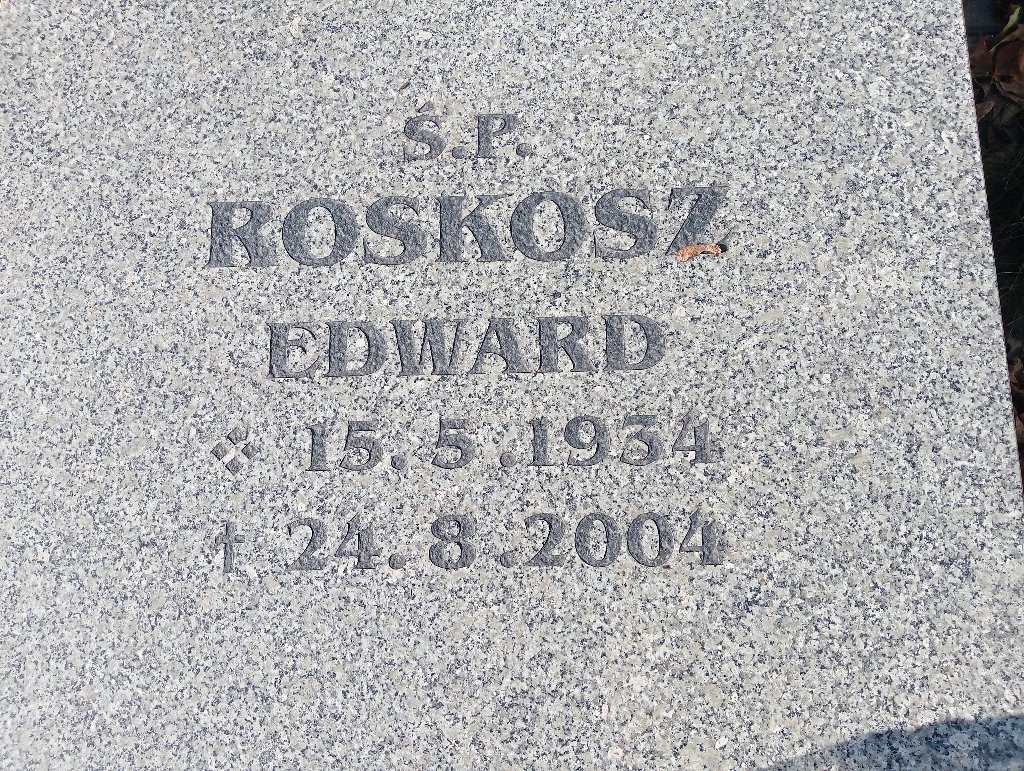 Ś.P.
ROSKOSZ
EDWARD
15.5.1934
† 24.8.2004